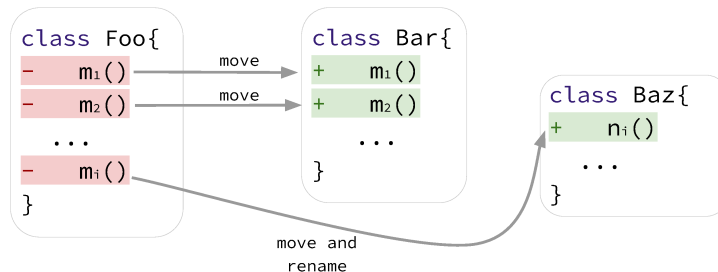 class Foo{
- m₁()
- m₂()
...
- mᵢ()
}
move
move
class Bar{
+ m₁()
+ m₂()
...
}
move and
rename
class Baz{
+ nᵢ()
...
}